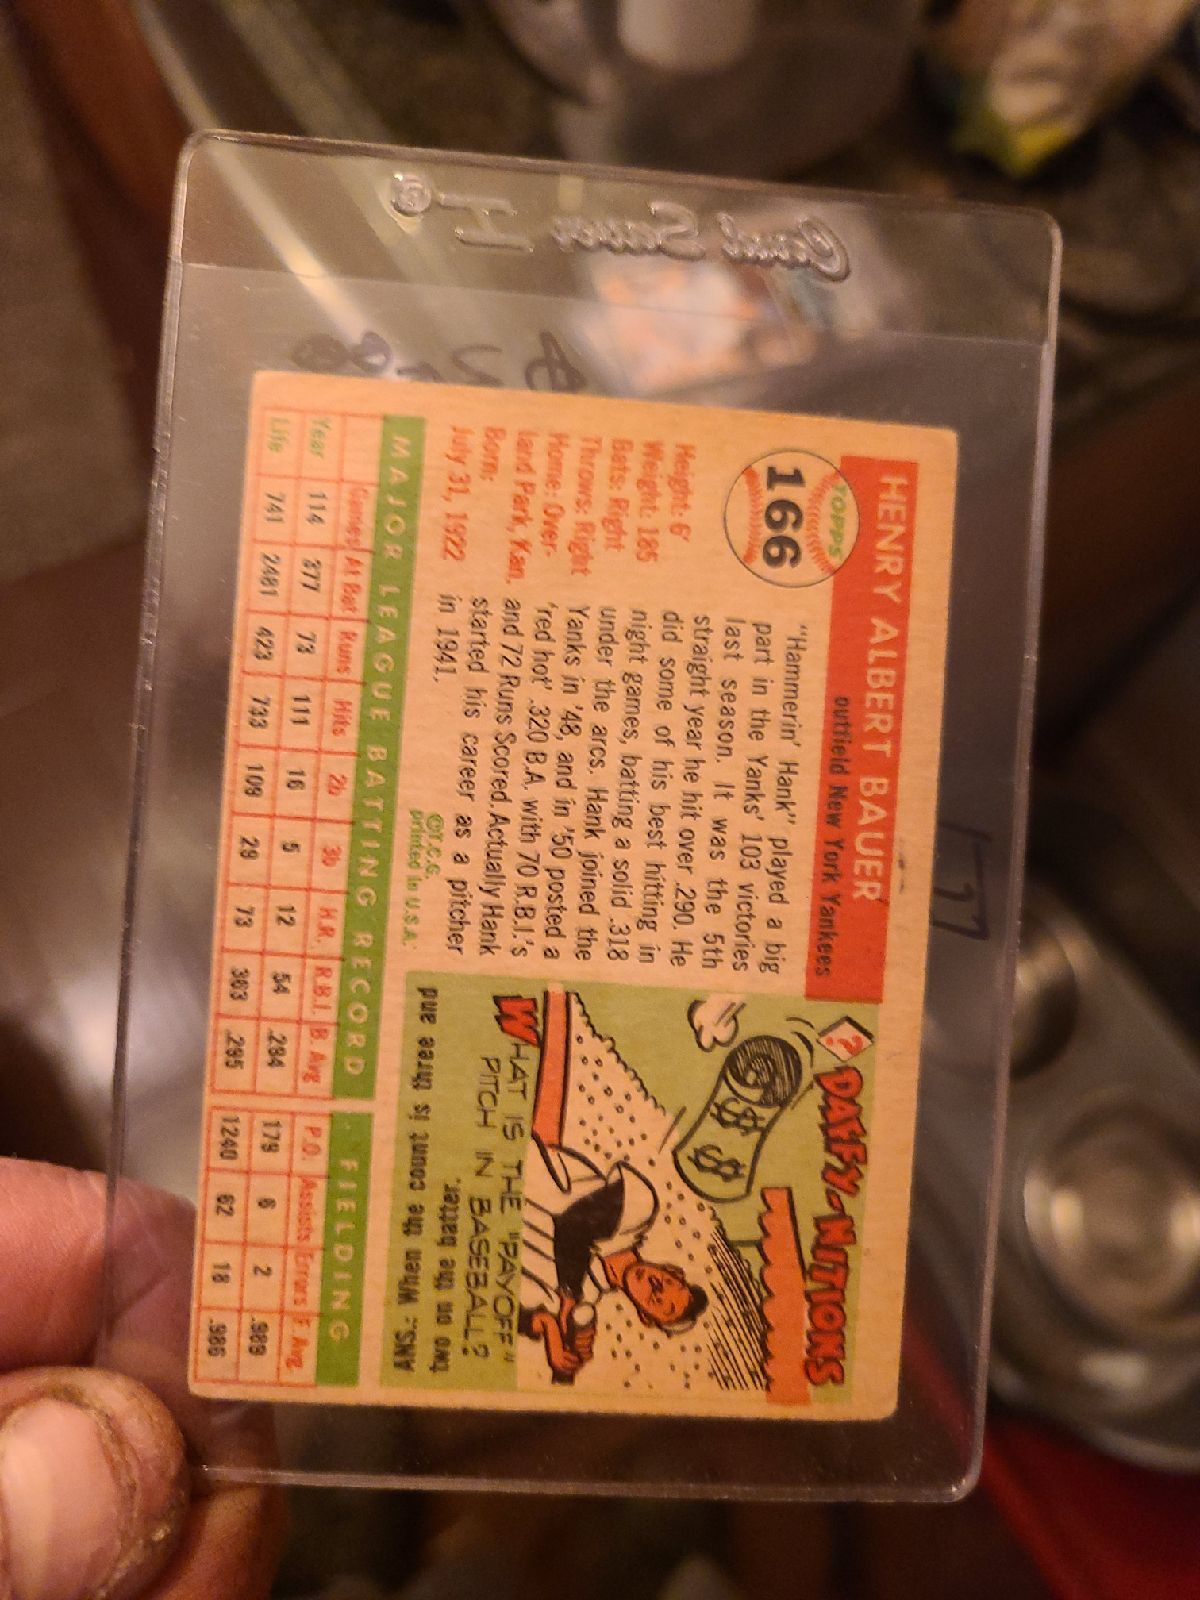 Card Saver
HENRY ALBERT BAUER
outfield New York Yankees
TOPPS
166
Height: 6'
Weight: 185
Bats: Right
Throws: Right
Home: Over-
land Park, Kan.
Born:
July 31, 1922
"Hammerin' Hank" played a big
part in the Yanks' 103 victories
last season. It was the 5th
straight year he hit over .290. He
did some of his best hitting in
night games, batting a solid .318
under the arcs. Hank joined the
Yanks in '48, and in '50 posted a
'red hot' .320 B.A. with 70 R.B.I.'s
and 72 Runs Scored. Actually Hank
started his career as a pitcher
in 1941.
©T.C.G.
printed in U.S.A.
? DAFFY-NITIONS
$ $
WHAT IS THE "PAYOFF"
PITCH IN BASEBALL?
ANS.: When the count is three and
two on the batter.
MAJOR LEAGUE BATTING RECORD FIELDING
Games At Bat Runs Hits 2b 3b H.R. R.B.I. B. Avg. P.O. Assists Errors F. Avg.
Year 114 377 73 111 16 5 12 54 .294 179 6 2 .989
Life 741 2481 423 733 109 29 73 363 .295 1240 62 18 .986